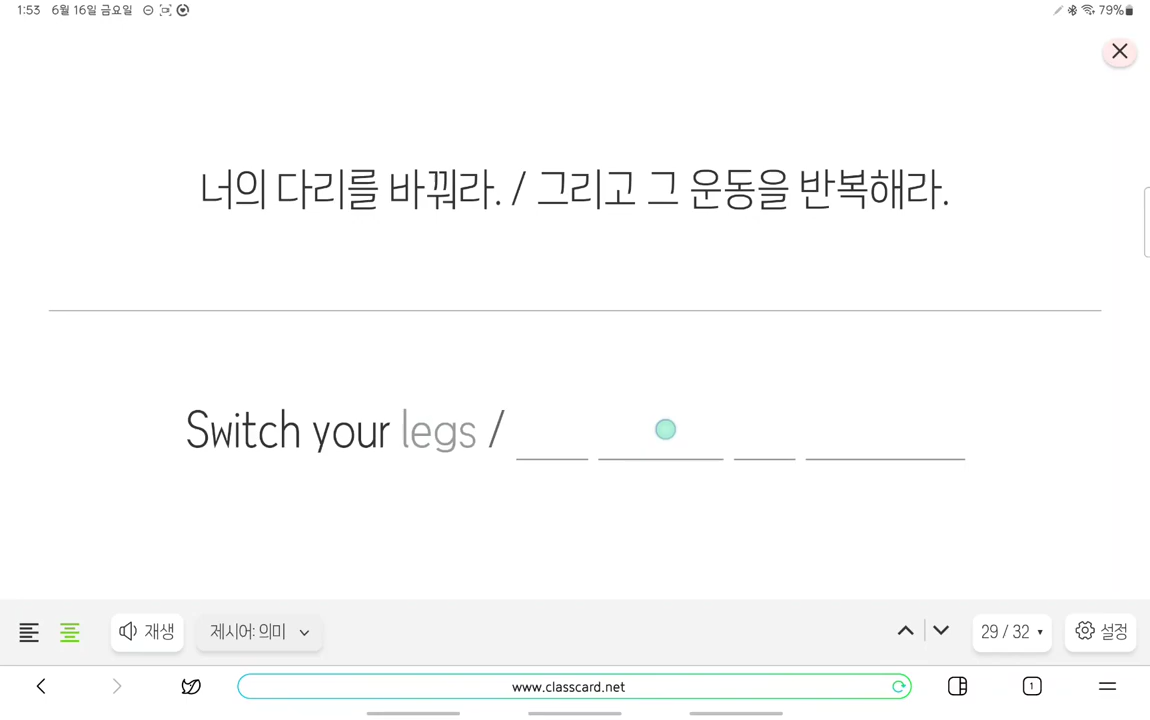 1:53 6월 16일 금요일 79%
너의 다리를 바꿔라. / 그리고 그 운동을 반복해라.
Switch your legs /
재생 제시어: 의미 29 / 32 설정
www.classcard.net 1